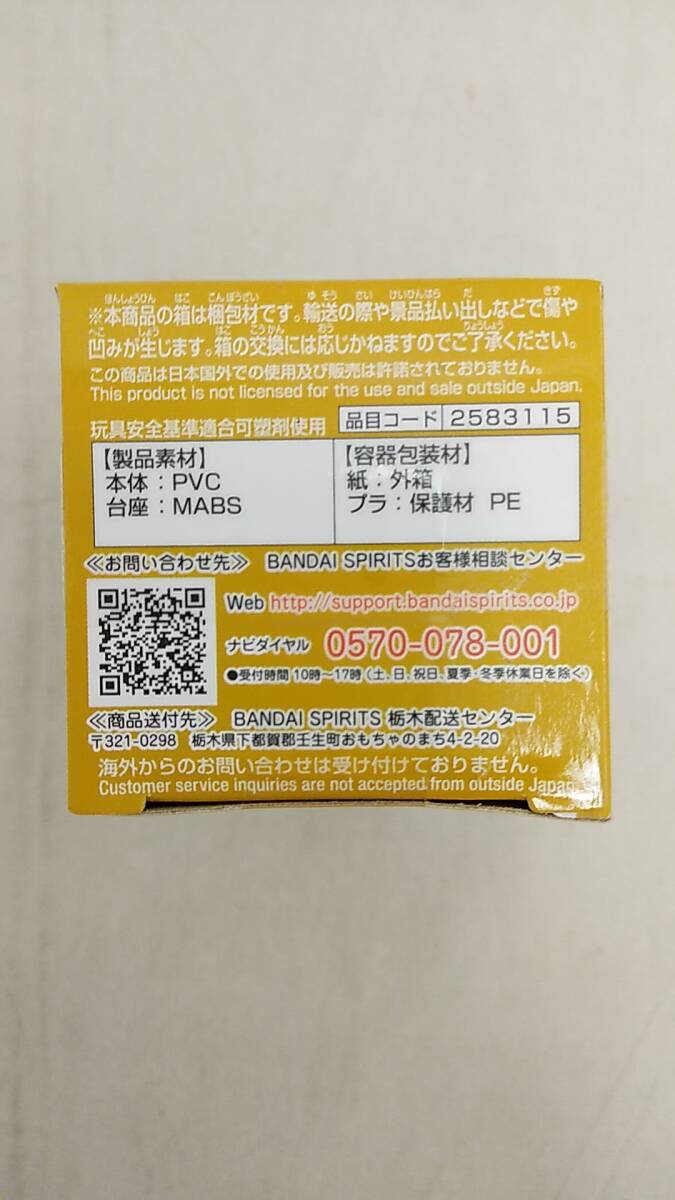 ※本商品の箱は梱包材です。輸送の際や景品払い出しなどで傷や
凹みが生じます。箱の交換には応じかねますのでご了承ください。
この商品は日本国外での使用及び販売は許諾されておりません。
This product is not licensed for the use and sale outside Japan.
玩具安全基準適合可塑剤使用 品目コード 2583115
【製品素材】
本体：PVC
台座：MABS
【容器包装材】
紙：外箱
プラ：保護材 PE
≪お問い合わせ先≫ BANDAI SPIRITSお客様相談センター
Web http://support.bandaispirits.co.jp
ナビダイヤル 0570-078-001
●受付時間 10時～17時（土、日、祝日、夏季・冬季休業日を除く）
≪商品送付先≫ BANDAI SPIRITS 栃木配送センター
〒321-0298 栃木県下都賀郡壬生町おもちゃのまち4-2-20
海外からのお問い合わせは受け付けておりません。
Customer service inquiries are not accepted from outside Japan.